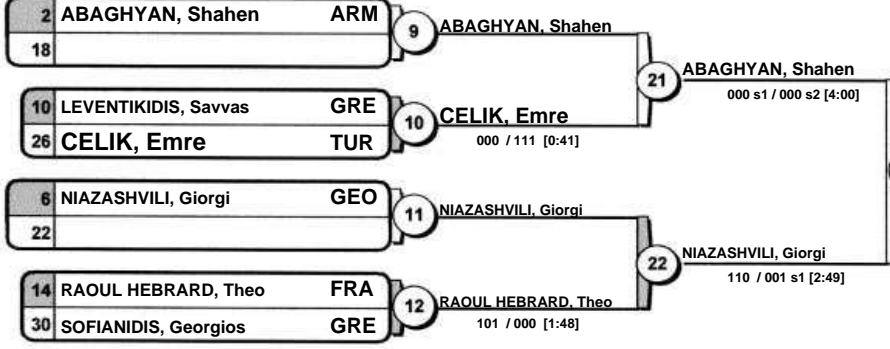 2 ABAGHYAN, Shahen ARM
18
9 ABAGHYAN, Shahen
10 LEVENTIKIDIS, Savvas GRE
26 CELIK, Emre TUR
10 CELIK, Emre
000 / 111 [0:41]
21 ABAGHYAN, Shahen
000 s1 / 000 s2 [4:00]
6 NIAZASHVILI, Giorgi GEO
22
11 NIAZASHVILI, Giorgi
14 RAOUL HEBRARD, Theo FRA
30 SOFIANIDIS, Georgios GRE
12 RAOUL HEBRARD, Theo
101 / 000 [1:48]
22 NIAZASHVILI, Giorgi
110 / 001 s1 [2:49]